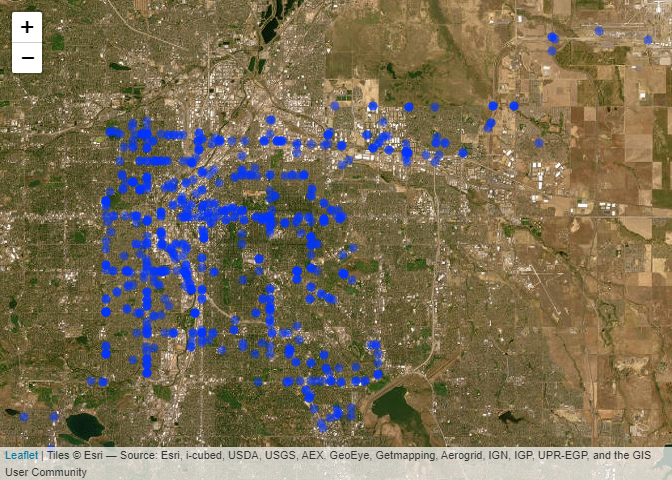 +
−
Leaflet | Tiles © Esri — Source: Esri, i-cubed, USDA, USGS, AEX, GeoEye, Getmapping, Aerogrid, IGN, IGP, UPR-EGP, and the GIS
User Community